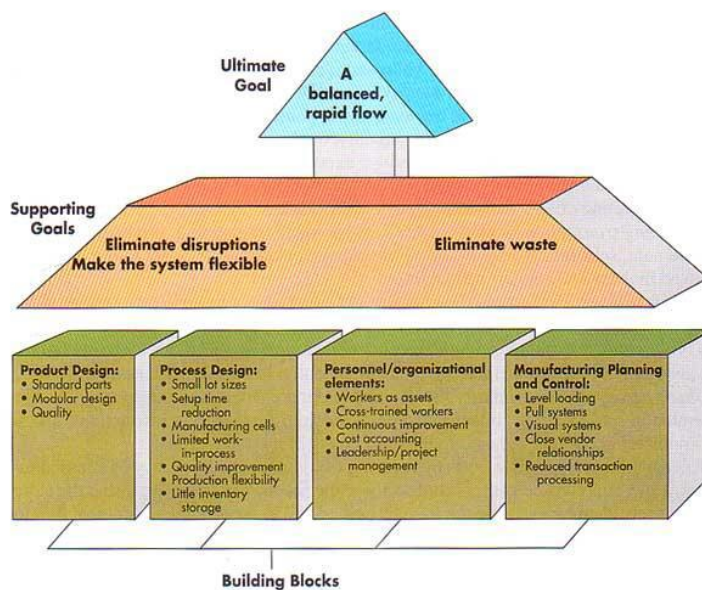 Ultimate
Goal
A
balanced,
rapid flow
Supporting
Goals
Eliminate disruptions
Make the system flexible
Eliminate waste
Product Design:
• Standard parts
• Modular design
• Quality
Process Design:
• Small lot sizes
• Setup time
reduction
• Manufacturing cells
• Limited work-
in-process
• Quality improvement
• Production flexibility
• Little inventory
storage
Personnel/organizational
elements:
• Workers as assets
• Cross-trained workers
• Continuous improvement
• Cost accounting
• Leadership/project
management
Manufacturing Planning
and Control:
• Level loading
• Pull systems
• Visual systems
• Close vendor
relationships
• Reduced transaction
processing
Building Blocks